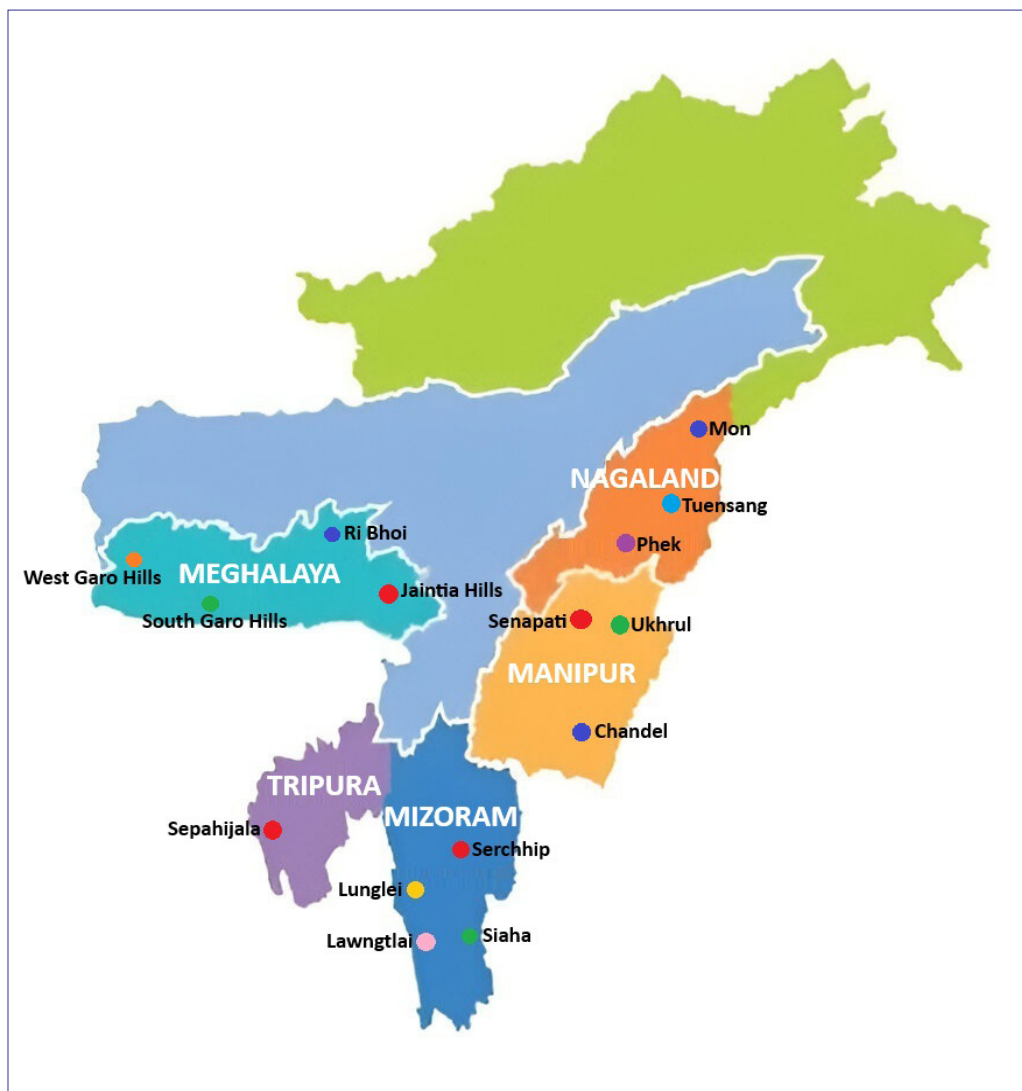 Mon
NAGALAND
Tuensang
Ri Bhoi
Phek
West Garo Hills
MEGHALAYA
Jaintia Hills
South Garo Hills
Senapati
Ukhrul
MANIPUR
Chandel
TRIPURA
MIZORAM
Sepahijala
Serchhip
Lunglei
Lawngtlai
Siaha